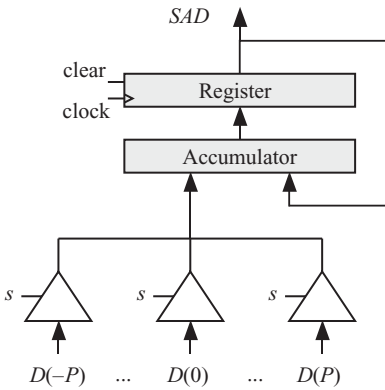 SAD
clear
Register
clock
Accumulator
s s s
D(–P) ... D(0) ... D(P)